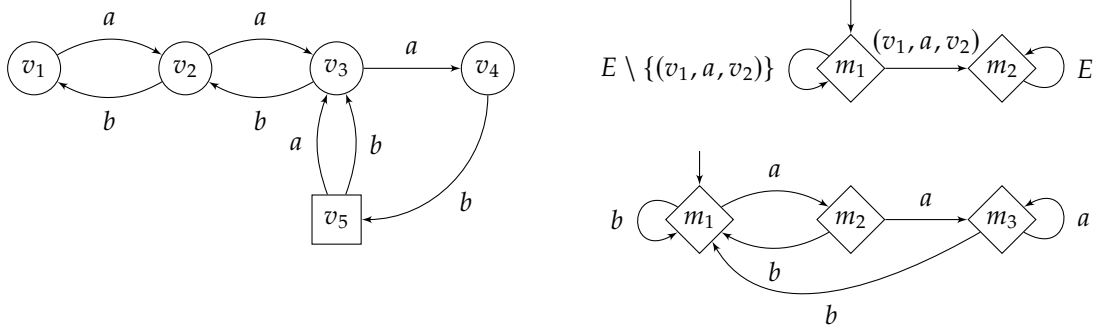 a
a
a
v₁
v₂
v₃
v₄
b
b
a
b
b
v₅
(v₁, a, v₂)
E \ {(v₁, a, v₂)}
m₁
m₂
E
a
a
b
m₁
m₂
m₃
a
b
b